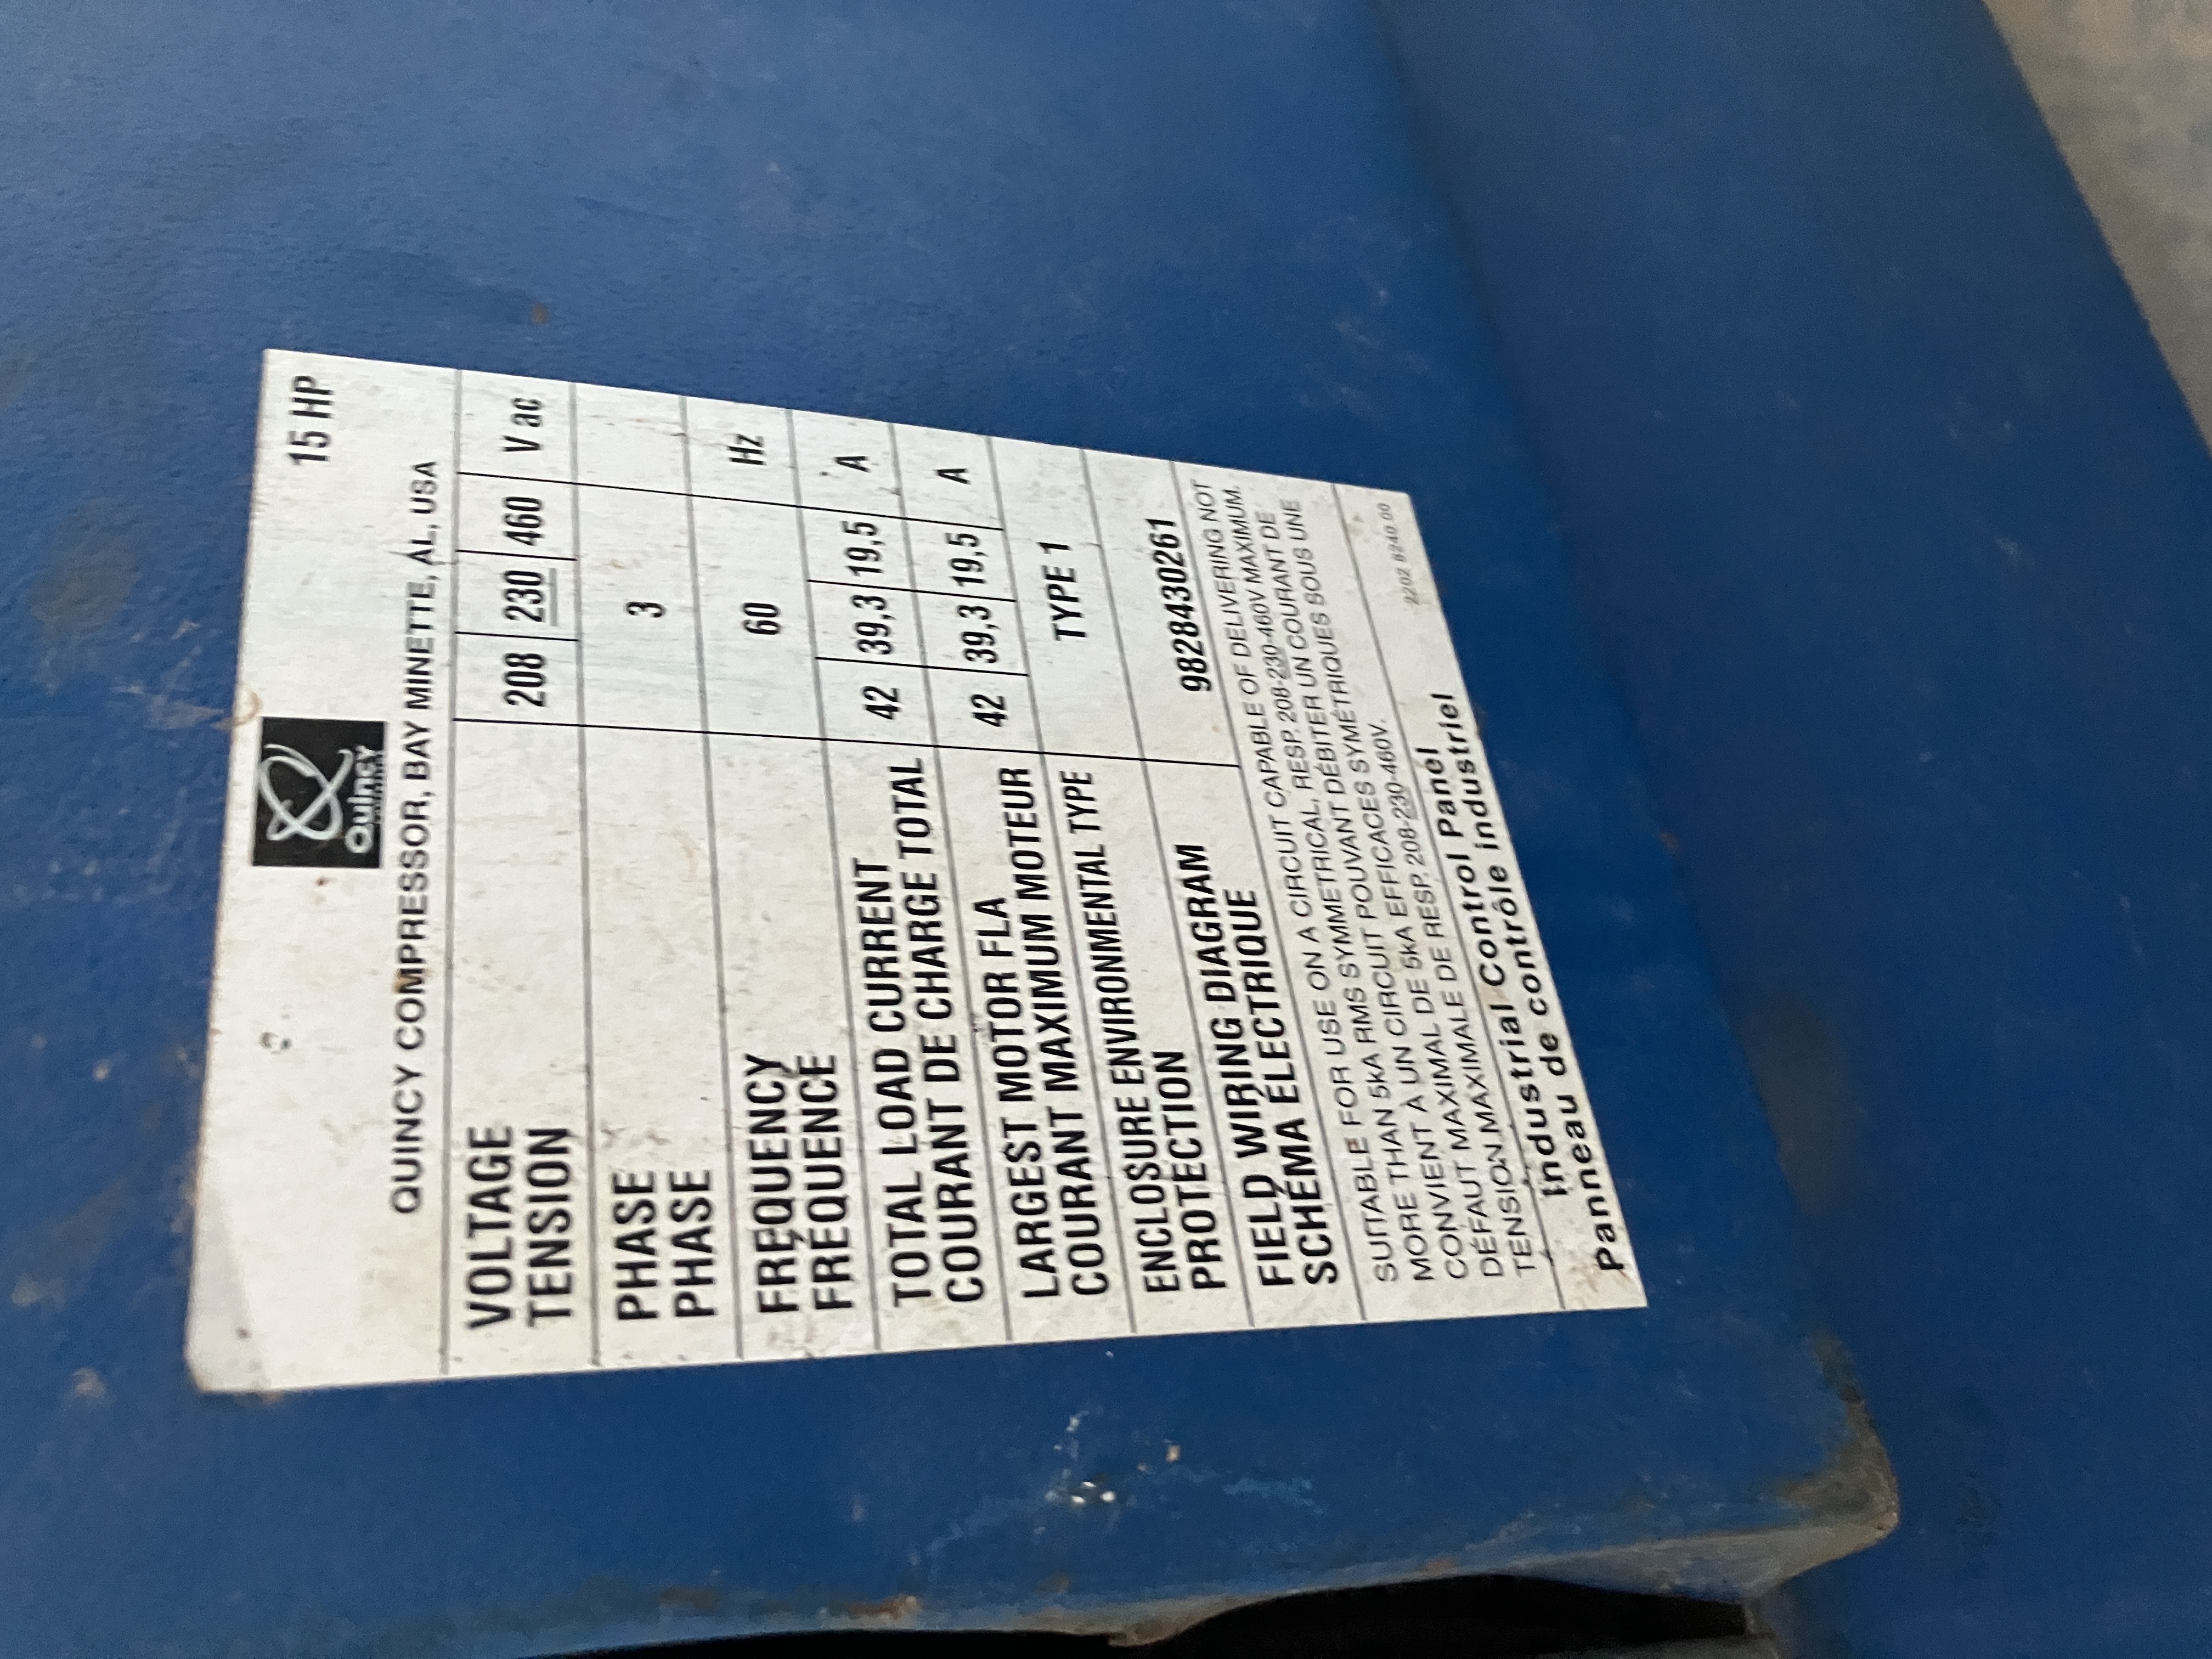 15 HP
Quincy
QUINCY COMPRESSOR, BAY MINETTE, AL, USA
VOLTAGE 208 230 460 V ac
TENSION
PHASE 3
PHASE
FREQUENCY 60 Hz
FRÉQUENCE
TOTAL LOAD CURRENT 42 39,3 19,5 A
COURANT DE CHARGE TOTAL
LARGEST MOTOR FLA 42 39,3 19,5 A
COURANT MAXIMUM MOTEUR
ENCLOSURE ENVIRONMENTAL TYPE TYPE 1
PROTECTION
FIELD WIRING DIAGRAM 9828430261
SCHÉMA ÉLECTRIQUE
SUITABLE FOR USE ON A CIRCUIT CAPABLE OF DELIVERING NOT
MORE THAN 5kA RMS SYMMETRICAL, RESP. 208-230-460V MAXIMUM.
CONVIENT A UN CIRCUIT POUVANT DÉBITER UN COURANT DE
DÉFAUT MAXIMAL DE 5kA EFFICACES SYMÉTRIQUES SOUS UNE
TENSION MAXIMALE DE RESP. 208-230-460V.
Industrial Control Panel
Panneau de contrôle industriel
2202 8240 00